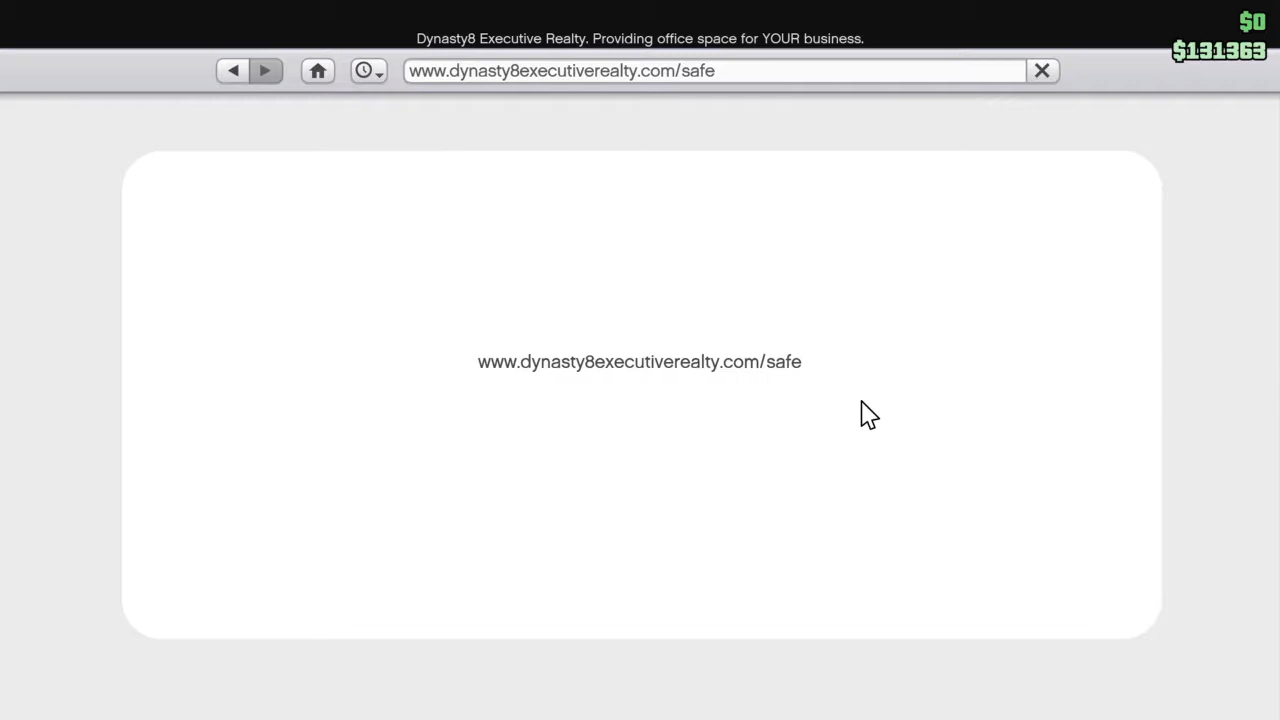 Dynasty8 Executive Realty. Providing office space for YOUR business.
$0
$131363
www.dynasty8executiverealty.com/safe
www.dynasty8executiverealty.com/safe